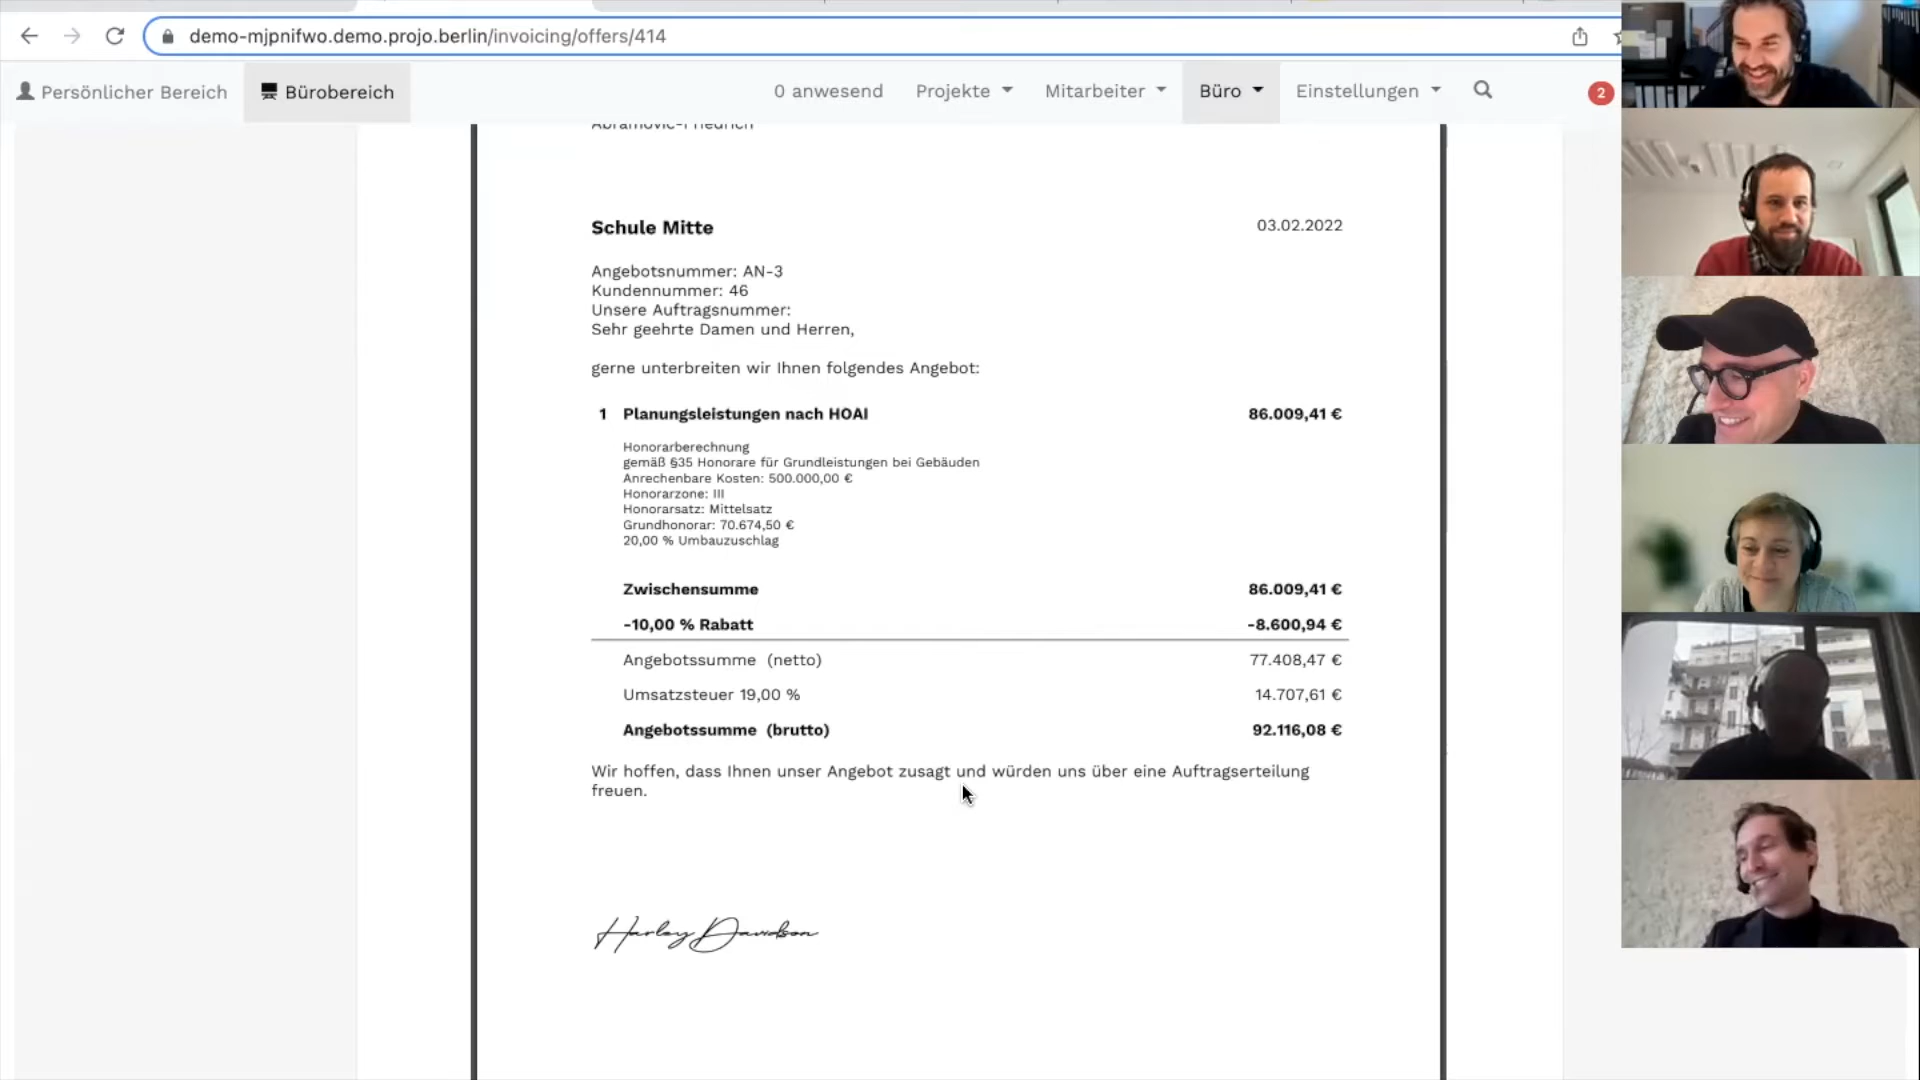 demo-mjpnifwo.demo.projo.berlin/invoicing/offers/414
Persönlicher Bereich
Bürobereich
0 anwesend
Projekte
Mitarbeiter
Büro
Einstellungen
2
Abramovic-Friedrich
Schule Mitte
03.02.2022
Angebotsnummer: AN-3
Kundennummer: 46
Unsere Auftragsnummer:
Sehr geehrte Damen und Herren,
gerne unterbreiten wir Ihnen folgendes Angebot:
1 Planungsleistungen nach HOAI 86.009,41 €
Honorarberechnung
gemäß §35 Honorare für Grundleistungen bei Gebäuden
Anrechenbare Kosten: 500.000,00 €
Honorarzone: III
Honorarsatz: Mittelsatz
Grundhonorar: 70.674,50 €
20,00 % Umbauzuschlag
Zwischensumme 86.009,41 €
-10,00 % Rabatt -8.600,94 €
Angebotssumme (netto) 77.408,47 €
Umsatzsteuer 19,00 % 14.707,61 €
Angebotssumme (brutto) 92.116,08 €
Wir hoffen, dass Ihnen unser Angebot zusagt und würden uns über eine Auftragserteilung
freuen.
Harley Davidson